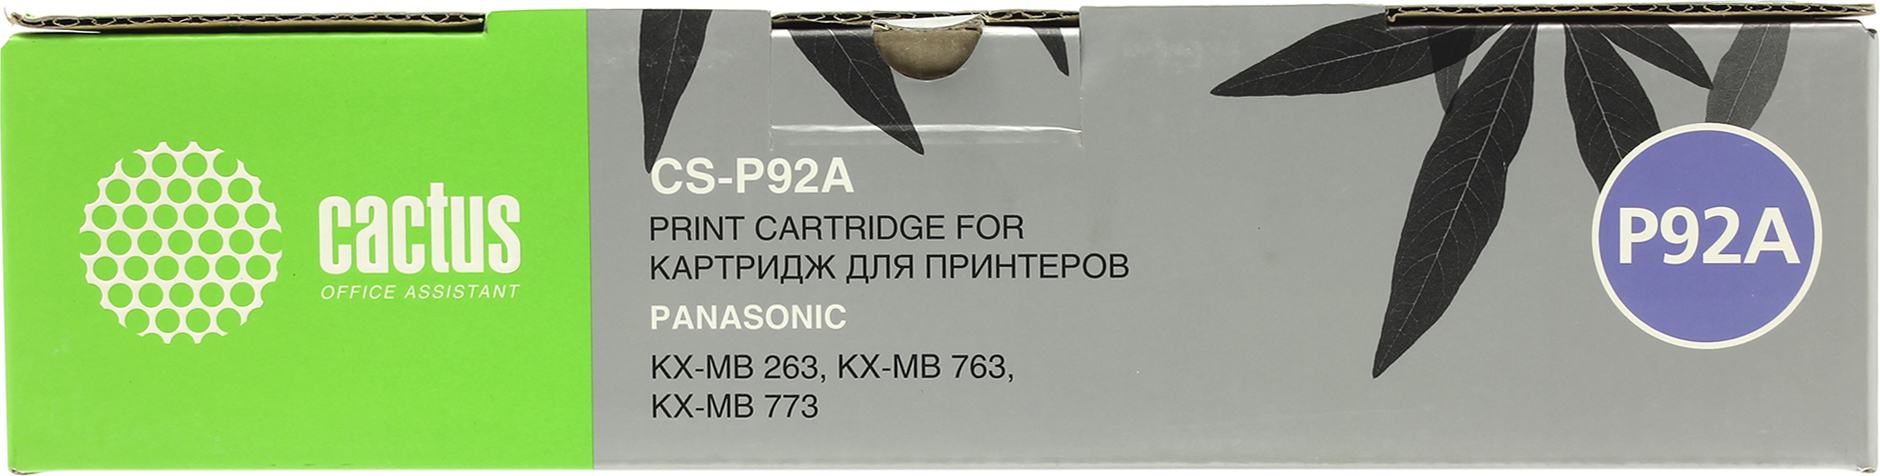 cactus
OFFICE ASSISTANT
CS-P92A
PRINT CARTRIDGE FOR
КАРТРИДЖ ДЛЯ ПРИНТЕРОВ
PANASONIC
KX-MB 263, KX-MB 763,
KX-MB 773
P92A